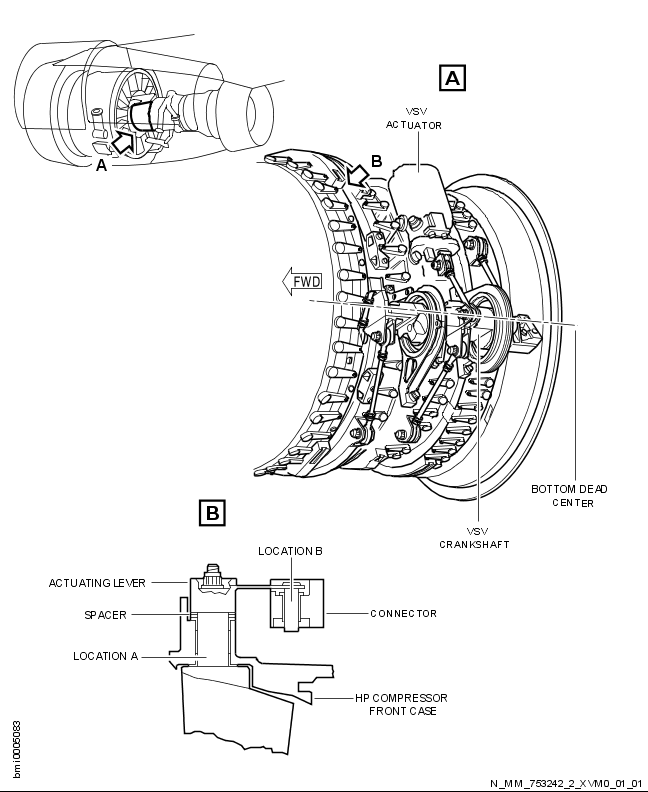 A
A
VSV
ACTUATOR
B
FWD
BOTTOM DEAD
CENTER
VSV
CRANKSHAFT
B
LOCATION B
ACTUATING LEVER
SPACER
CONNECTOR
LOCATION A
HP COMPRESSOR
FRONT CASE
bmi0005083
N_MM_753242_2_XVM0_01_01